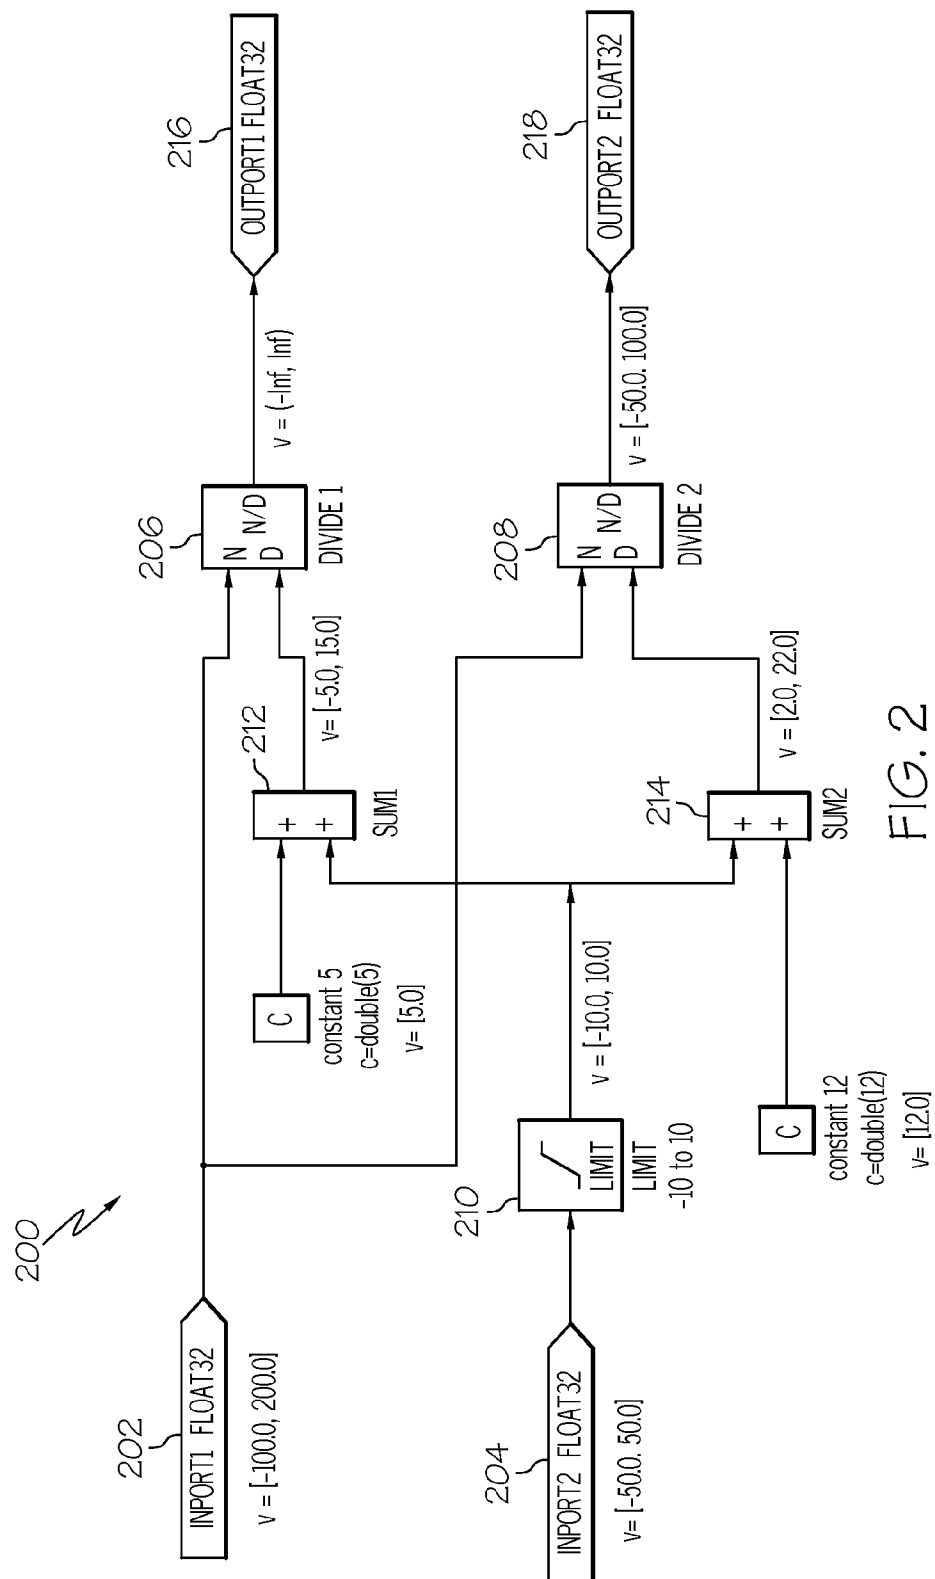 200
202
INPORT1 FLOAT32
v = [-100.0, 200.0]
204
INPORT2 FLOAT32
v= [-50.0. 50.0]
210
LIMIT
LIMIT
-10 to 10
v = [-10.0, 10.0]
C
constant 5
c=double(5)
v= [5.0]
C
constant 12
c=double(12)
v= [12.0]
212
+
+
SUM1
v= [-5.0, 15.0]
214
+
+
SUM2
v= [2.0, 22.0]
206
N
D
N/D
DIVIDE 1
v = (-Inf, Inf)
208
N
D
N/D
DIVIDE 2
v = [-50.0. 100.0]
216
OUTPORT1 FLOAT32
218
OUTPORT2 FLOAT32
FIG. 2